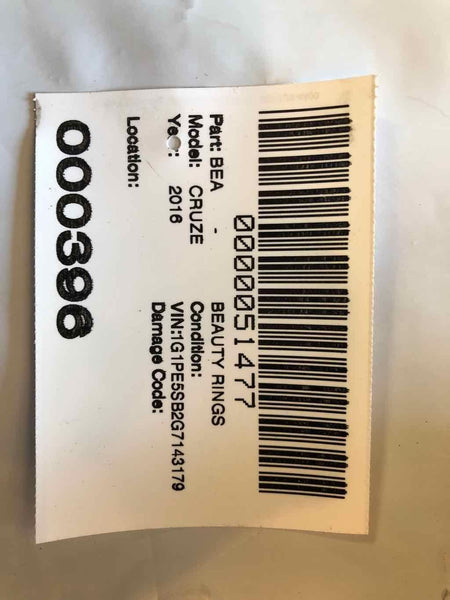 0000051477
Part: BEA - BEAUTY RINGS
Model: CRUZE Condition:
Year: 2016 VIN:1G1PE5SB2G7143179
Damage Code:
Location:
000396